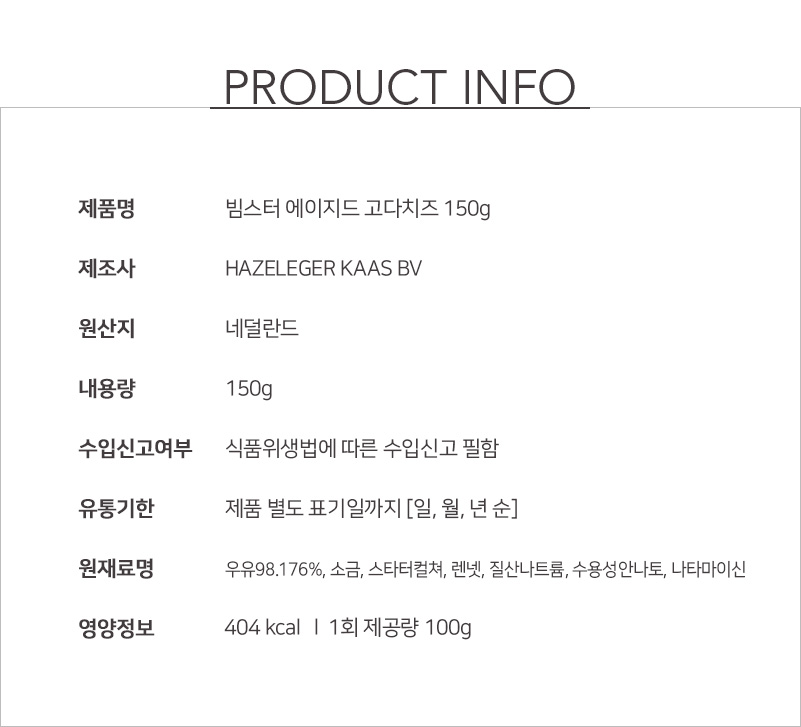 PRODUCT INFO
제품명 빔스터 에이지드 고다치즈 150g
제조사 HAZELEGER KAAS BV
원산지 네덜란드
내용량 150g
수입신고여부 식품위생법에 따른 수입신고 필함
유통기한 제품 별도 표기일까지 [일, 월, 년 순]
원재료명 우유98.176%, 소금, 스타터컬쳐, 렌넷, 질산나트륨, 수용성안나토, 나타마이신
영양정보 404 kcal ㅣ 1회 제공량 100g